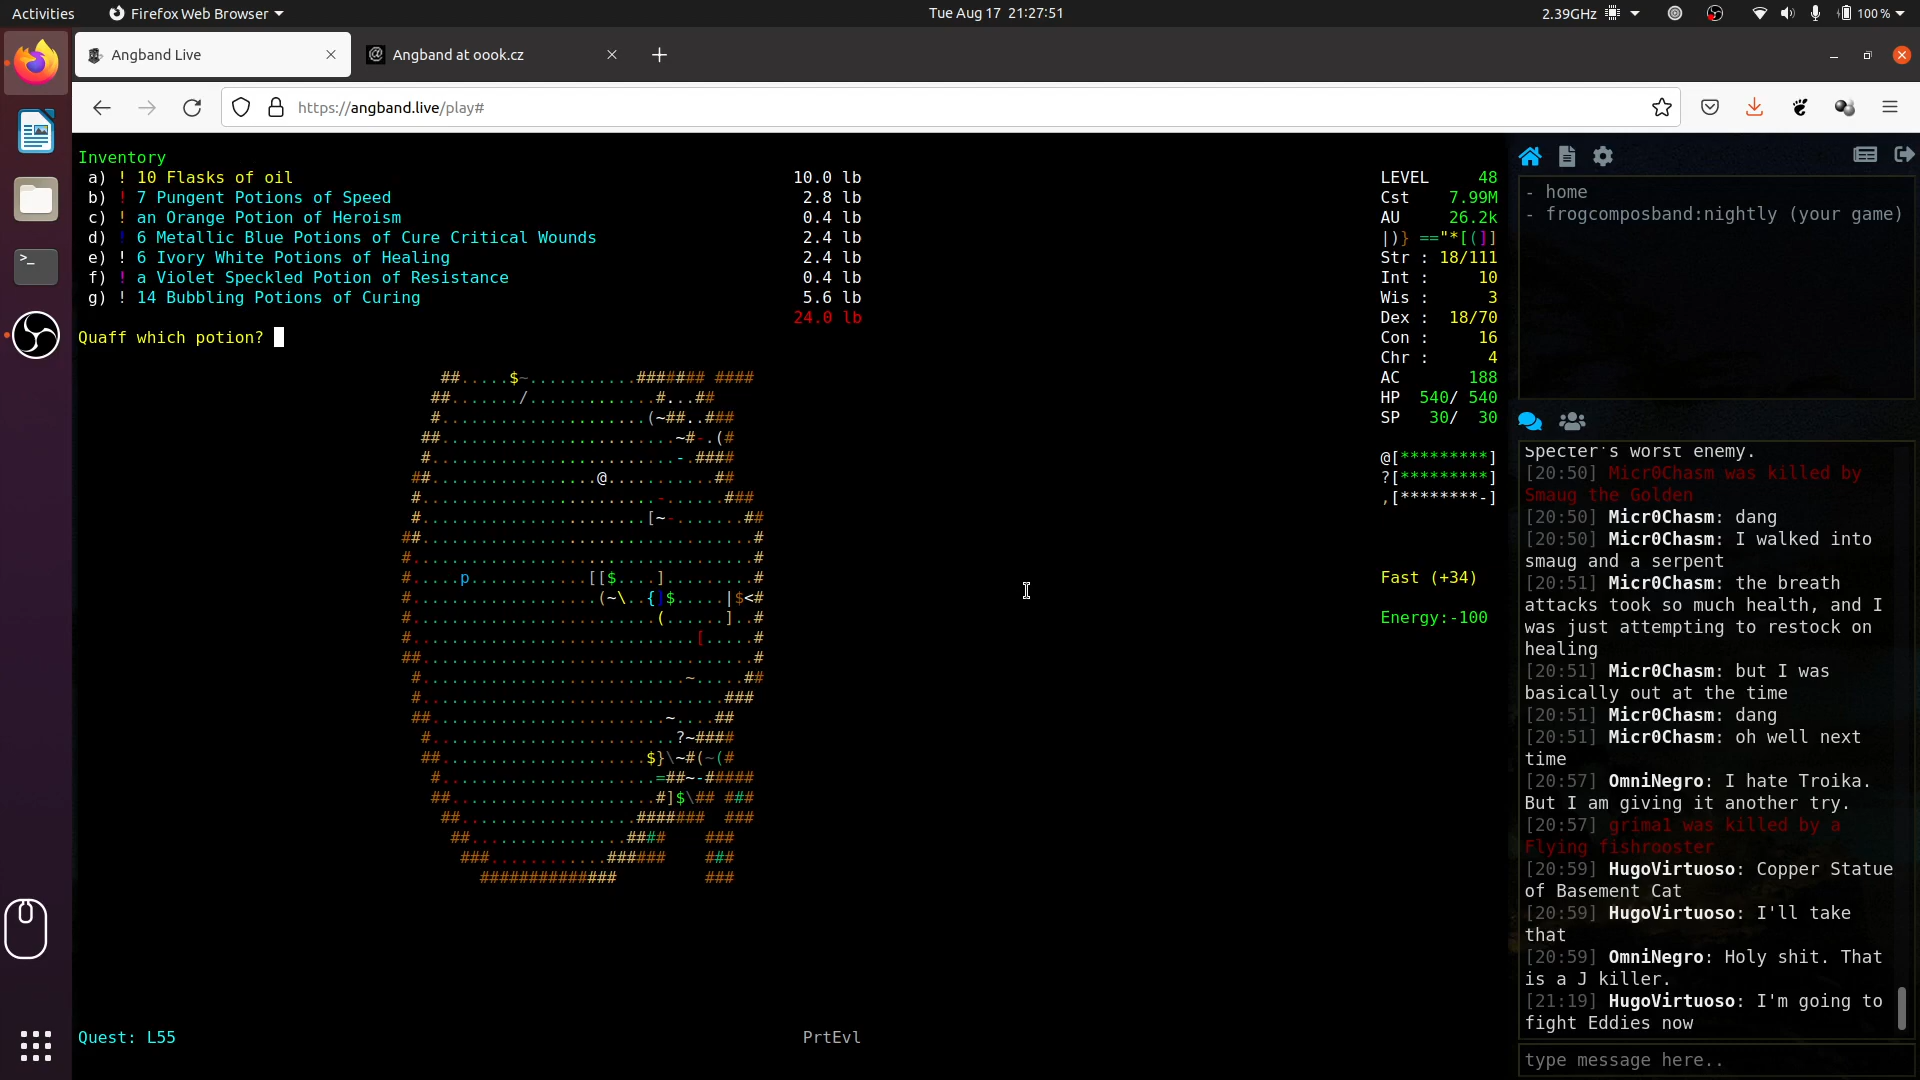 Activities
Firefox Web Browser
Tue Aug 17 21:27:51
2.39GHz
100 %
Angband Live
Angband at oook.cz
https://angband.live/play#
Inventory
a) ! 10 Flasks of oil 10.0 lb
b) ! 7 Pungent Potions of Speed 2.8 lb
c) ! an Orange Potion of Heroism 0.4 lb
d) ! 6 Metallic Blue Potions of Cure Critical Wounds 2.4 lb
e) ! 6 Ivory White Potions of Healing 2.4 lb
f) ! a Violet Speckled Potion of Resistance 0.4 lb
g) ! 14 Bubbling Potions of Curing 5.6 lb
24.0 lb
Quaff which potion?
LEVEL 48
Cst 7.99M
AU 26.2k
|)} =="*[(]]
Str : 18/111
Int : 10
Wis : 3
Dex : 18/70
Con : 16
Chr : 4
AC 188
HP 540/ 540
SP 30/ 30
@[*********]
?[*********]
,[********-]
Fast (+34)
Energy:-100
Quest: L55
PrtEvl
- home
- frogcomposband:nightly (your game)
Specter's worst enemy.
[20:50] Micr0Chasm was killed by
Smaug the Golden
[20:50] Micr0Chasm: dang
[20:50] Micr0Chasm: I walked into
smaug and a serpent
[20:51] Micr0Chasm: the breath
attacks took so much health, and I
was just attempting to restock on
healing
[20:51] Micr0Chasm: but I was
basically out at the time
[20:51] Micr0Chasm: dang
[20:51] Micr0Chasm: oh well next
time
[20:57] OmniNegro: I hate Troika.
But I am giving it another try.
[20:57] grima1 was killed by a
Flying fishrooster
[20:59] HugoVirtuoso: Copper Statue
of Basement Cat
[20:59] HugoVirtuoso: I'll take
that
[20:59] OmniNegro: Holy shit. That
is a J killer.
[21:19] HugoVirtuoso: I'm going to
fight Eddies now
type message here..